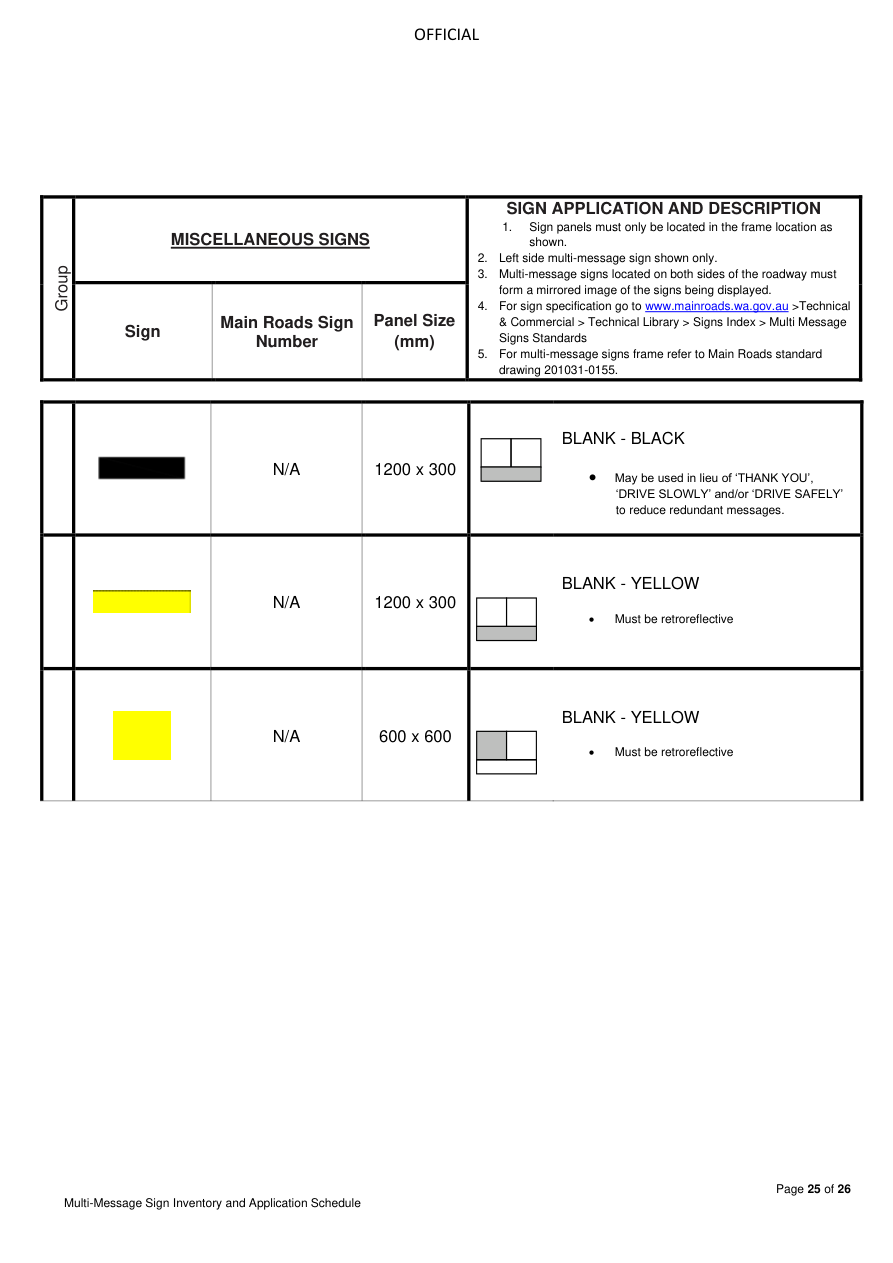 OFFICIAL
Group
MISCELLANEOUS SIGNS
Sign
Main Roads Sign
Number
Panel Size
(mm)
SIGN APPLICATION AND DESCRIPTION
1. Sign panels must only be located in the frame location as
shown.
2. Left side multi-message sign shown only.
3. Multi-message signs located on both sides of the roadway must
form a mirrored image of the signs being displayed.
4. For sign specification go to www.mainroads.wa.gov.au >Technical
& Commercial > Technical Library > Signs Index > Multi Message
Signs Standards
5. For multi-message signs frame refer to Main Roads standard
drawing 201031-0155.
N/A
1200 x 300
BLANK - BLACK
• May be used in lieu of ‘THANK YOU’,
‘DRIVE SLOWLY’ and/or ‘DRIVE SAFELY’
to reduce redundant messages.
N/A
1200 x 300
BLANK - YELLOW
• Must be retroreflective
N/A
600 x 600
BLANK - YELLOW
• Must be retroreflective
Page 25 of 26
Multi-Message Sign Inventory and Application Schedule